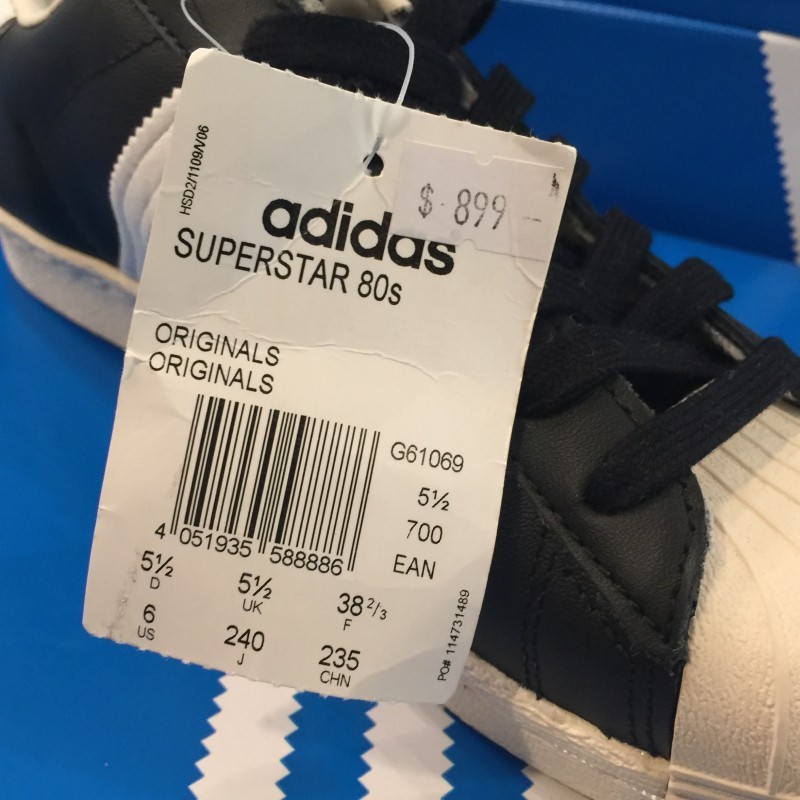 HSD2/1109/V/06
$ 899
adidas
SUPERSTAR 80s
ORIGINALS
ORIGINALS
G61069
5½
700
EAN
4 051935 588886
5½ D
5½ UK
38 2/3 F
6 US
240 J
235 CHN
PO# 114731489